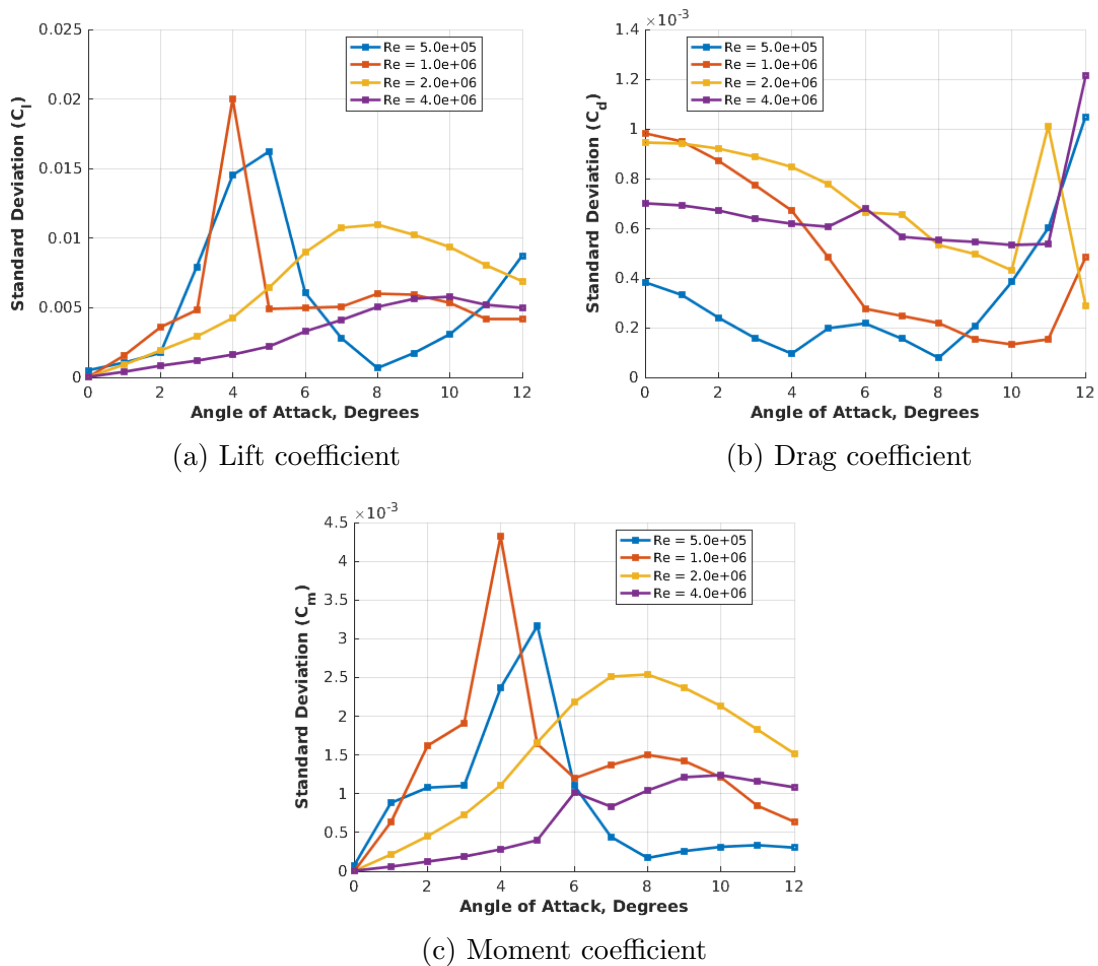 0.025
0.02
0.015
0.01
0.005
0
Standard Deviation (C_l)
Re = 5.0e+05
Re = 1.0e+06
Re = 2.0e+06
Re = 4.0e+06
0 2 4 6 8 10 12
Angle of Attack, Degrees
(a) Lift coefficient
×10^-3
1.4
1.2
1
0.8
0.6
0.4
0.2
0
Standard Deviation (C_d)
Re = 5.0e+05
Re = 1.0e+06
Re = 2.0e+06
Re = 4.0e+06
0 2 4 6 8 10 12
Angle of Attack, Degrees
(b) Drag coefficient
×10^-3
4.5
4
3.5
3
2.5
2
1.5
1
0.5
0
Standard Deviation (C_m)
Re = 5.0e+05
Re = 1.0e+06
Re = 2.0e+06
Re = 4.0e+06
0 2 4 6 8 10 12
Angle of Attack, Degrees
(c) Moment coefficient